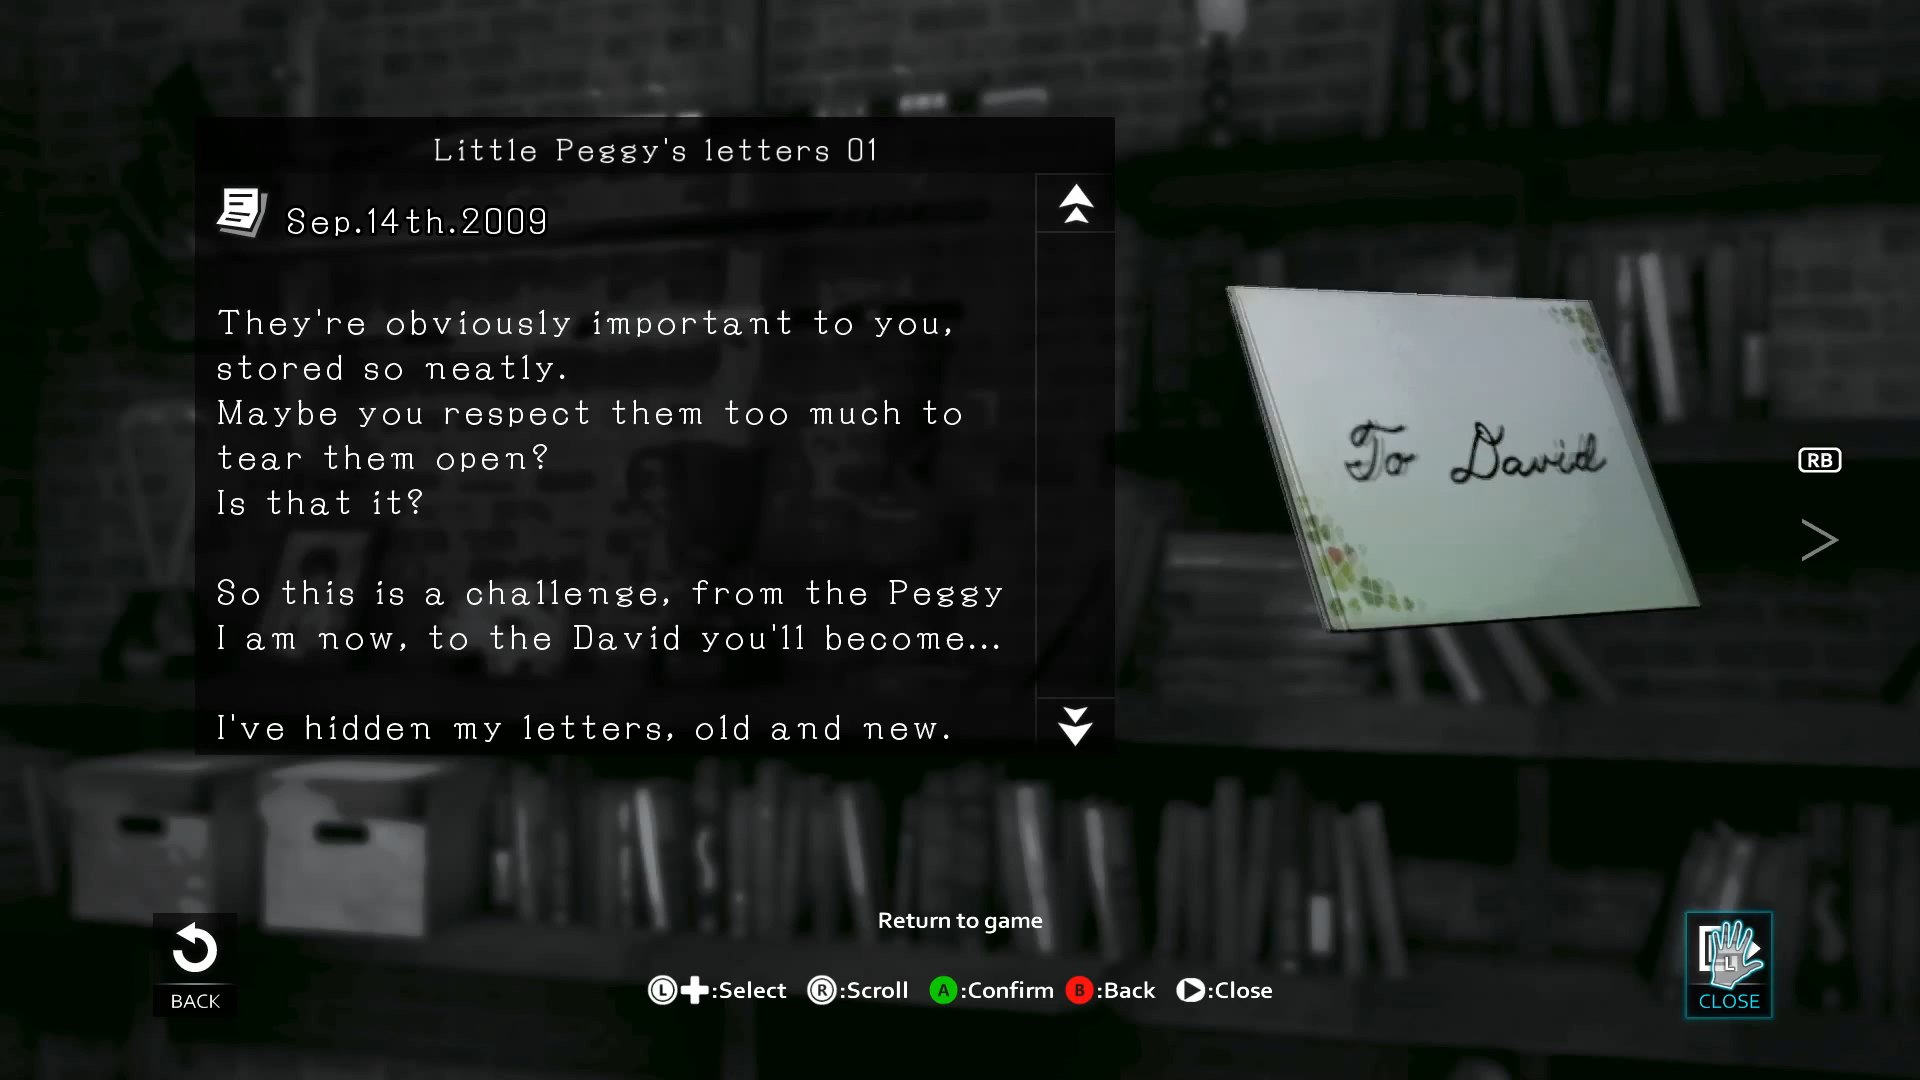 Little Peggy's letters 01
Sep.14th.2009
They're obviously important to you,
stored so neatly.
Maybe you respect them too much to
tear them open?
Is that it?
So this is a challenge, from the Peggy
I am now, to the David you'll become...
I've hidden my letters, old and new.
To David
RB
Return to game
L :Select R :Scroll A :Confirm B :Back :Close
BACK
L
CLOSE